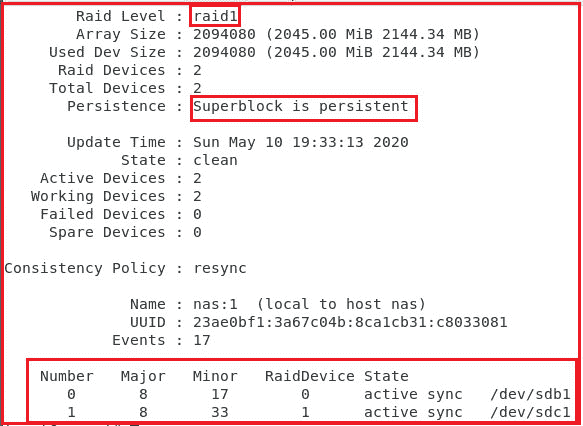 Raid Level : raid1
Array Size : 2094080 (2045.00 MiB 2144.34 MB)
Used Dev Size : 2094080 (2045.00 MiB 2144.34 MB)
Raid Devices : 2
Total Devices : 2
Persistence : Superblock is persistent
Update Time : Sun May 10 19:33:13 2020
State : clean
Active Devices : 2
Working Devices : 2
Failed Devices : 0
Spare Devices : 0
Consistency Policy : resync
Name : nas:1 (local to host nas)
UUID : 23ae0bf1:3a67c04b:8ca1cb31:c8033081
Events : 17
Number Major Minor RaidDevice State
0 8 17 0 active sync /dev/sdb1
1 8 33 1 active sync /dev/sdc1